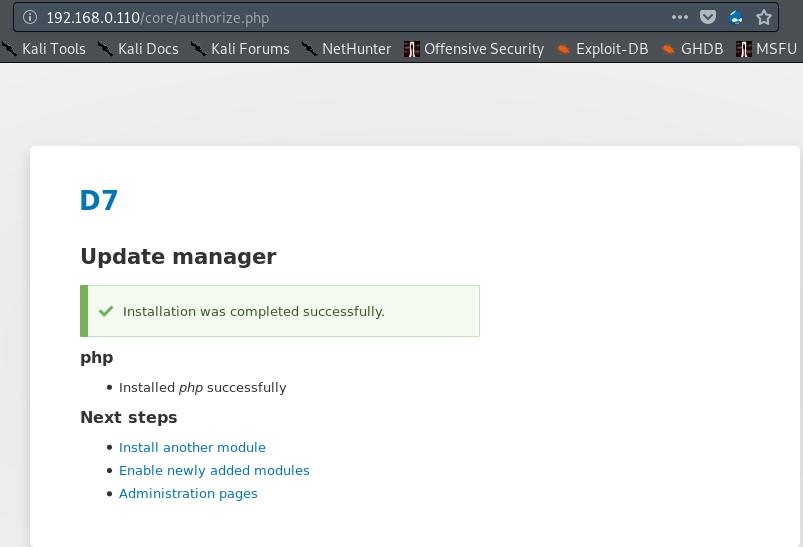 192.168.0.110/core/authorize.php
Kali Tools Kali Docs Kali Forums NetHunter Offensive Security Exploit-DB GHDB MSFU
D7
Update manager
Installation was completed successfully.
php
Installed php successfully
Next steps
Install another module
Enable newly added modules
Administration pages